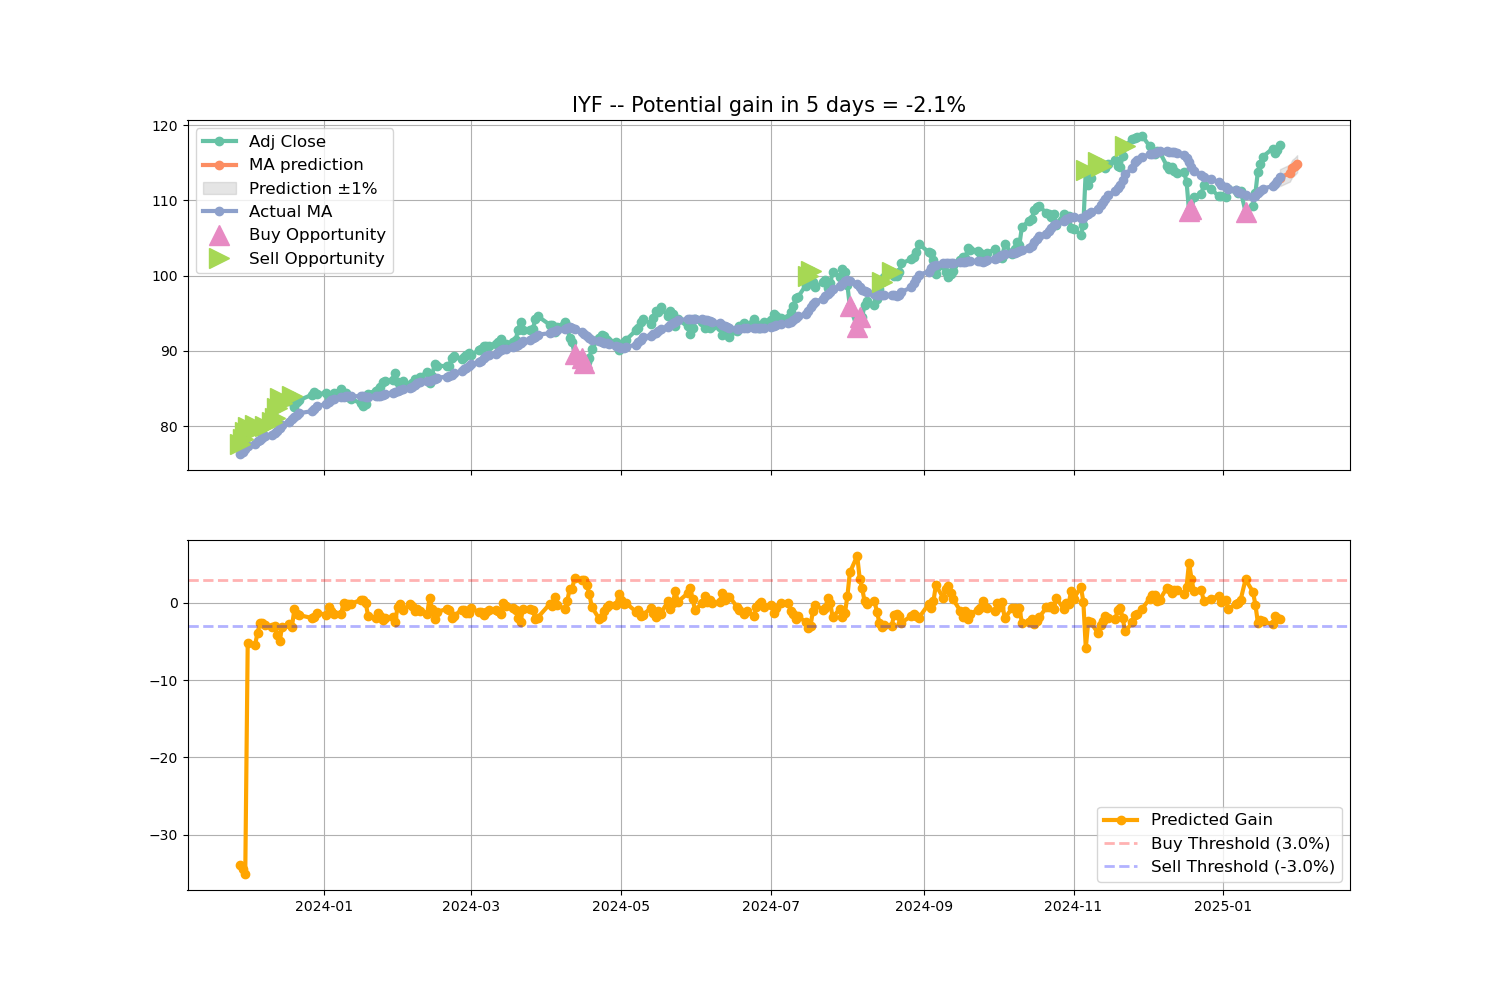 IYF -- Potential gain in 5 days = -2.1%
120
110
100
90
80
Adj Close
MA prediction
Prediction ±1%
Actual MA
Buy Opportunity
Sell Opportunity
0
−10
−20
−30
Predicted Gain
Buy Threshold (3.0%)
Sell Threshold (-3.0%)
2024-01
2024-03
2024-05
2024-07
2024-09
2024-11
2025-01